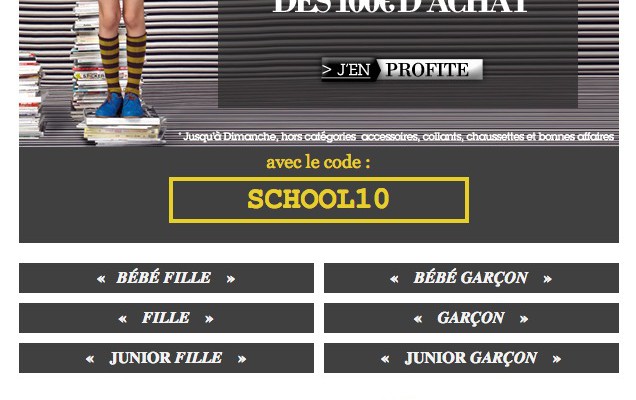 DÈS 100€ D'ACHAT
> J'EN PROFITE
* Jusqu'à Dimanche, hors catégories accessoires, collants, chaussettes et bonnes affaires
avec le code :
SCHOOL10
« BÉBÉ FILLE »
« BÉBÉ GARÇON »
« FILLE »
« GARÇON »
« JUNIOR FILLE »
« JUNIOR GARÇON »